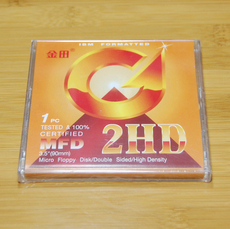 IBM FORMATTED
金田
1 PC
TESTED & 100%
CERTIFIED
MFD
2HD
3.5"(90mm)
Micro Floppy Disk/Double Sided/High Density